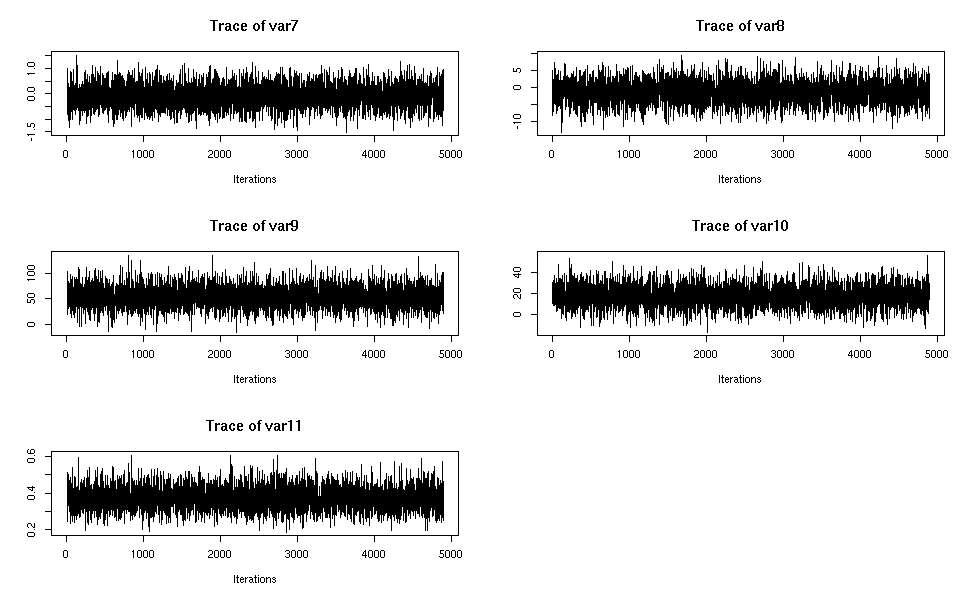 Trace of var7
1.0
0.0
-1.5
0 1000 2000 3000 4000 5000
Iterations
Trace of var8
5
0
-10
0 1000 2000 3000 4000 5000
Iterations
Trace of var9
100
50
0
0 1000 2000 3000 4000 5000
Iterations
Trace of var10
40
20
0
0 1000 2000 3000 4000 5000
Iterations
Trace of var11
0.6
0.4
0.2
0 1000 2000 3000 4000 5000
Iterations